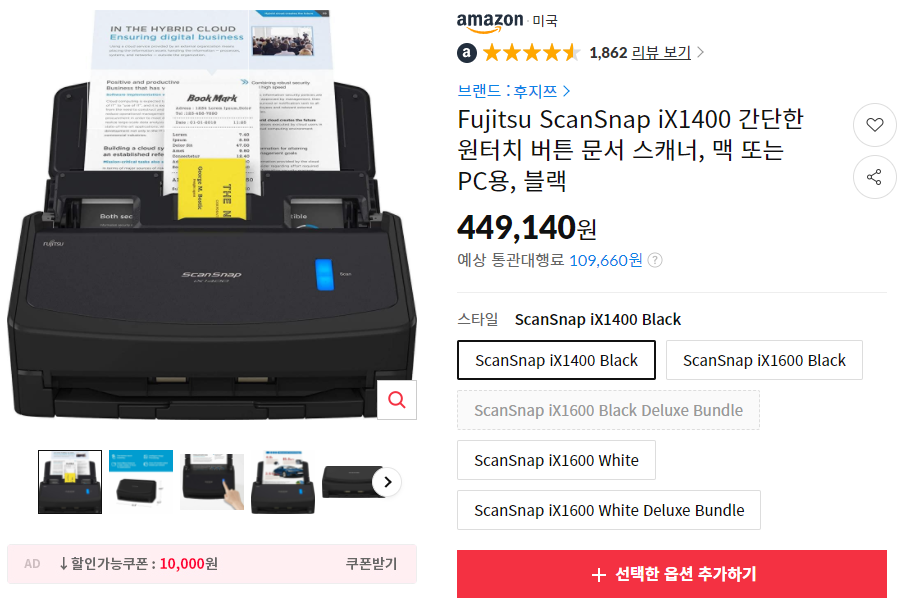 IN THE HYBRID CLOUD
Ensuring digital business
Positive and productive
Business that has
Combining robust security
Book Mark
Building a cloud sy
an established refe
THE N
George W. Bostic
Both sec
tible
FUJITSU
ScanSnap
Scan
AD ↓할인가능쿠폰 : 10,000원 쿠폰받기
amazon · 미국
a 1,862 리뷰 보기 >
브랜드 : 후지쯔 >
Fujitsu ScanSnap iX1400 간단한
원터치 버튼 문서 스캐너, 맥 또는
PC용, 블랙
449,140원
예상 통관대행료 109,660원 ?
스타일 ScanSnap iX1400 Black
ScanSnap iX1400 Black ScanSnap iX1600 Black
ScanSnap iX1600 Black Deluxe Bundle
ScanSnap iX1600 White
ScanSnap iX1600 White Deluxe Bundle
+ 선택한 옵션 추가하기